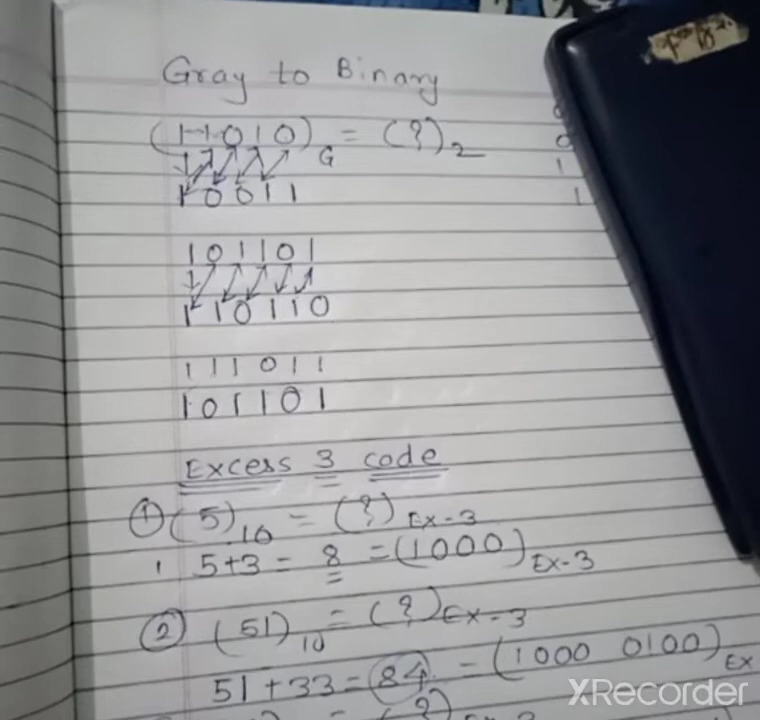 Gray to Binary
(11010)G = (?)2
10011
101101
110110
111011
101101
Excess 3 code
① (5)10 = (?)Ex-3
5+3 = 8 = (1000)Ex-3
② (51)10 = (?)Ex-3
51+33 = 84 = (1000 0100)Ex
XRecorder